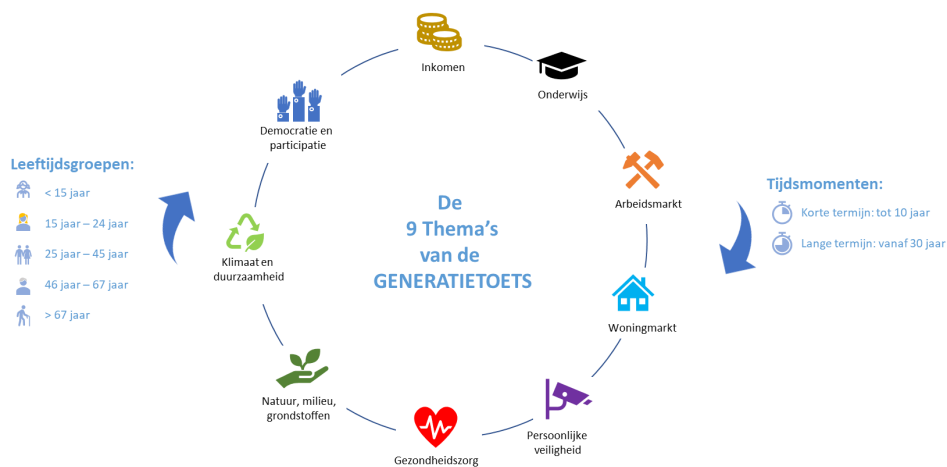 Inkomen
Onderwijs
Democratie en
participatie
Leeftijdsgroepen:
< 15 jaar
15 jaar – 24 jaar
25 jaar – 45 jaar
46 jaar – 67 jaar
> 67 jaar
Arbeidsmarkt
Tijdsmomenten:
Korte termijn: tot 10 jaar
Lange termijn: vanaf 30 jaar
De
9 Thema's
van de
GENERATIETOETS
Klimaat en
duurzaamheid
Woningmarkt
Natuur, milieu,
grondstoffen
Persoonlijke
veiligheid
Gezondheidszorg